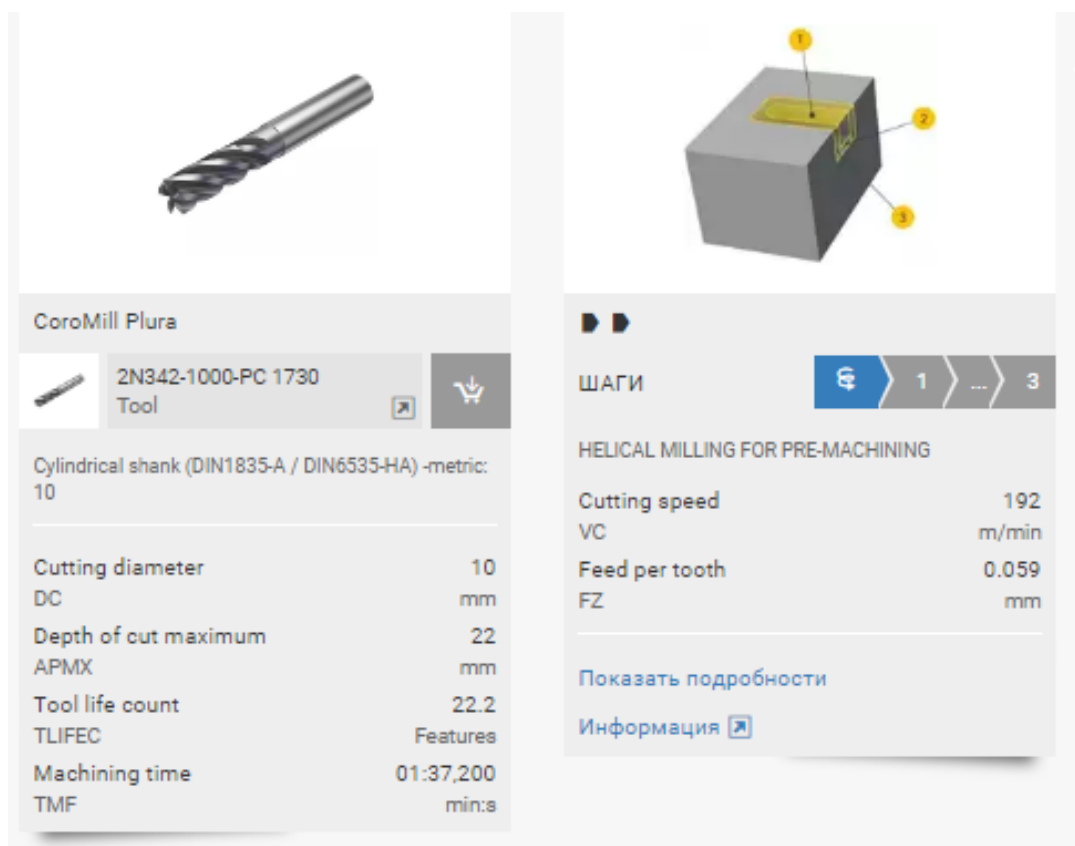 CoroMill Plura
2N342-1000-PC 1730
Tool
Cylindrical shank (DIN1835-A / DIN6535-HA) -metric:
10
Cutting diameter 10
DC mm
Depth of cut maximum 22
APMX mm
Tool life count 22.2
TLIFEC Features
Machining time 01:37,200
TMF min:s
1
2
3
ШАГИ 1 ... 3
HELICAL MILLING FOR PRE-MACHINING
Cutting speed 192
VC m/min
Feed per tooth 0.059
FZ mm
Показать подробности
Информация